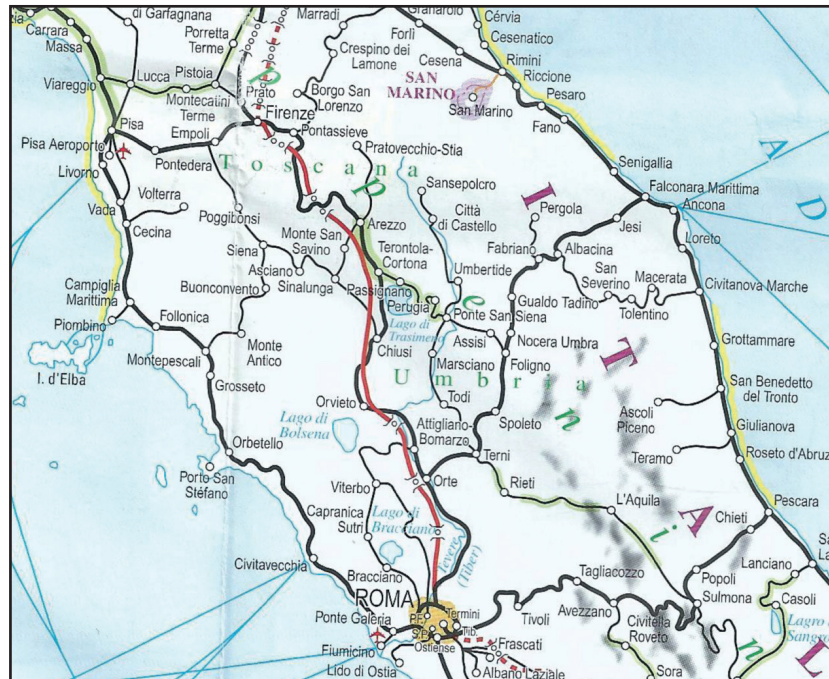 di Garfagnana
Carrara
Massa
Porretta
Terme
Marradi
Granarolo
Forlì
Cérvia
Cesenatico
Crespino dei
Lamone
Cesena
Rimini
Riccione
SAN
MARINO
San Marino
Pesaro
Fano
Viareggio
Lucca
Pistoia
Montecatini
Terme
Prato
Borgo San
Lorenzo
Firenze
Pontassieve
Pisa
Empoli
Pisa Aeroporto
Pontedera
Livorno
Toscana
Pratovecchio-Stia
Senigallia
Falconara Marittima
Ancona
Sansepolcro
Volterra
Vada
Cecina
Poggibonsi
Siena
Monte San
Savino
Arezzo
Città
di Castello
Pergola
Jesi
Loreto
Terontola-
Cortona
Fabriano
Albacina
Asciano
Sinalunga
Buonconvento
Passignano
Perugia
Umbertide
San
Severino
Macerata
Civitanova Marche
Tolentino
Gualdo Tadino
Campiglia
Marittima
Piombino
Follonica
Monte
Antico
Lago di
Trasimeno
Ponte San
Siena
Assisi
Nocera Umbra
Grottammare
I. d'Elba
Montepescali
Grosseto
Chiusi
Marsciano
Foligno
Umbria
Todi
San Benedetto
del Tronto
Ascoli
Piceno
Giulianova
Orvieto
Attigliano-
Bomarzo
Spoleto
Lago di
Bolsena
Teramo
Roseto d'Abruz
Orbetello
Terni
Porto San
Stéfano
Orte
Rieti
Viterbo
L'Aquila
Pescara
Capranica
Sutri
Lago di
Bracciano
Chieti
Tevere
(Tiber)
Civitavecchia
Bracciano
Tagliacozzo
Popoli
Sulmona
Lanciano
Casoli
ROMA
Ponte Galeria
Termini
Tib.
Ostiense
Tivoli
Avezzano
Civitella
Roveto
Fiumicino
Lido di Ostia
Frascati
Albano Laziale
Sora
ITAL